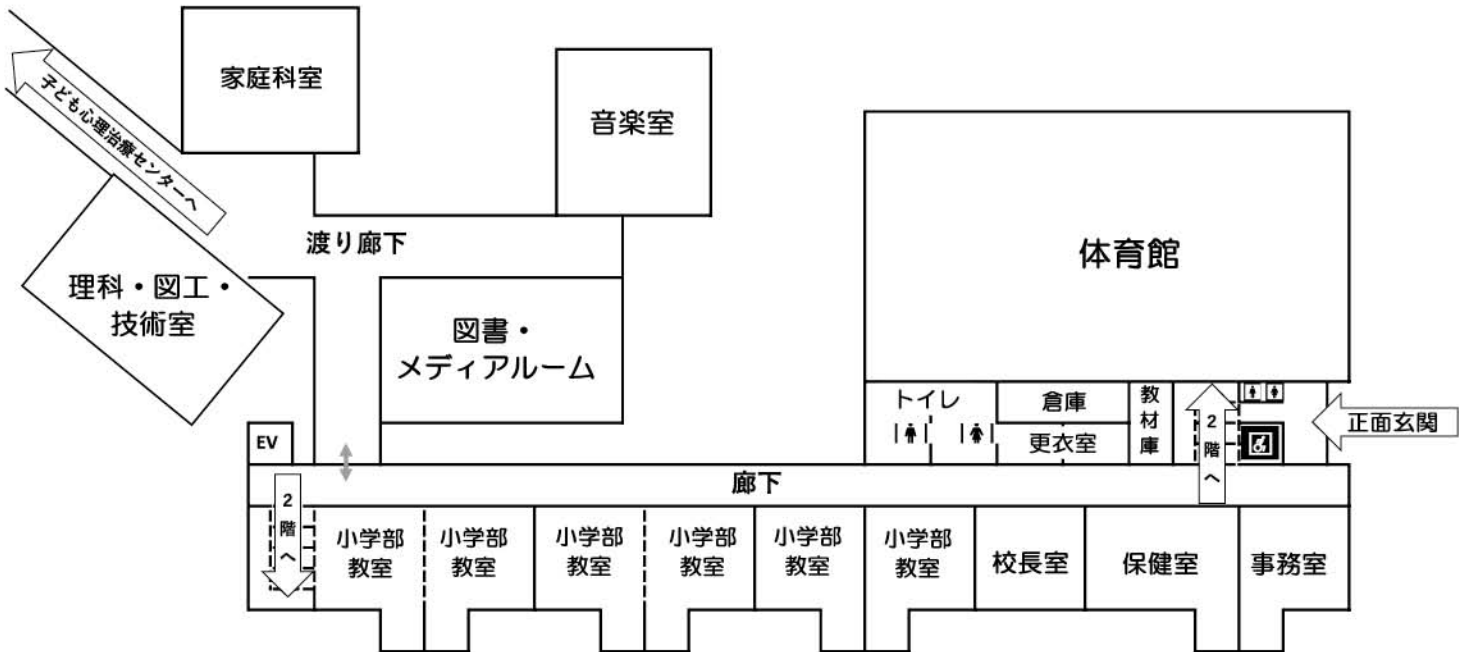 家庭科室
子ども心理治療センターへ
音楽室
体育館
渡り廊下
理科・図工・
技術室
図書・
メディアルーム
トイレ
倉庫
更衣室
教材庫
2階へ
正面玄関
EV
廊下
2階へ
小学部
教室
小学部
教室
小学部
教室
小学部
教室
小学部
教室
小学部
教室
校長室
保健室
事務室